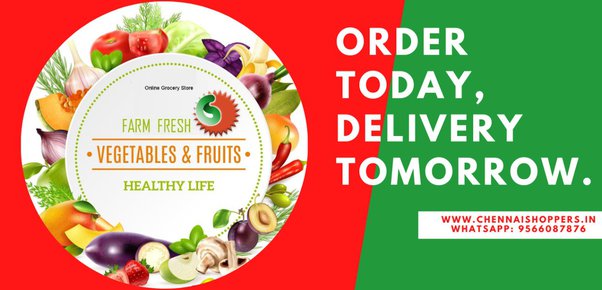 Online Grocery Store
FARM FRESH
• VEGETABLES & FRUITS •
HEALTHY LIFE
ORDER
TODAY,
DELIVERY
TOMORROW.
WWW.CHENNAISHOPPERS.IN
WHATSAPP: 9566087876